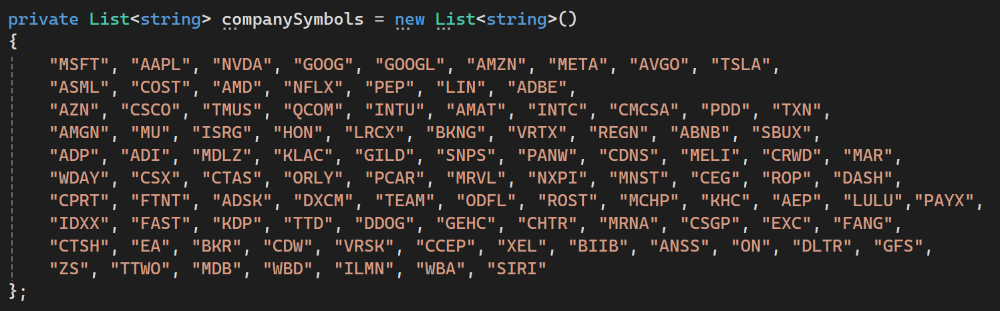 private List<string> companySymbols = new List<string>()
{
"MSFT", "AAPL", "NVDA", "GOOG", "GOOGL", "AMZN", "META", "AVGO", "TSLA",
"ASML", "COST", "AMD", "NFLX", "PEP", "LIN", "ADBE",
"AZN", "CSCO", "TMUS", "QCOM", "INTU", "AMAT", "INTC", "CMCSA", "PDD", "TXN",
"AMGN", "MU", "ISRG", "HON", "LRCX", "BKNG", "VRTX", "REGN", "ABNB", "SBUX",
"ADP", "ADI", "MDLZ", "KLAC", "GILD", "SNPS", "PANW", "CDNS", "MELI", "CRWD", "MAR",
"WDAY", "CSX", "CTAS", "ORLY", "PCAR", "MRVL", "NXPI", "MNST", "CEG", "ROP", "DASH",
"CPRT", "FTNT", "ADSK", "DXCM", "TEAM", "ODFL", "ROST", "MCHP", "KHC", "AEP", "LULU","PAYX",
"IDXX", "FAST", "KDP", "TTD", "DDOG", "GEHC", "CHTR", "MRNA", "CSGP", "EXC", "FANG",
"CTSH", "EA", "BKR", "CDW", "VRSK", "CCEP", "XEL", "BIIB", "ANSS", "ON", "DLTR", "GFS",
"ZS", "TTWO", "MDB", "WBD", "ILMN", "WBA", "SIRI"
};